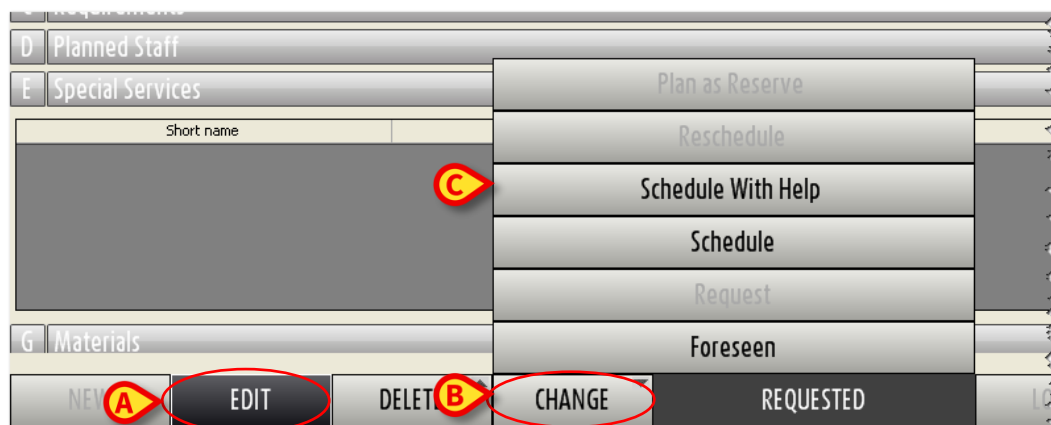 Requirements
D Planned Staff
E Special Services
Short name
Plan as Reserve
Reschedule
C
Schedule With Help
Schedule
Request
Foreseen
G Materials
A
EDIT
B
CHANGE
REQUESTED